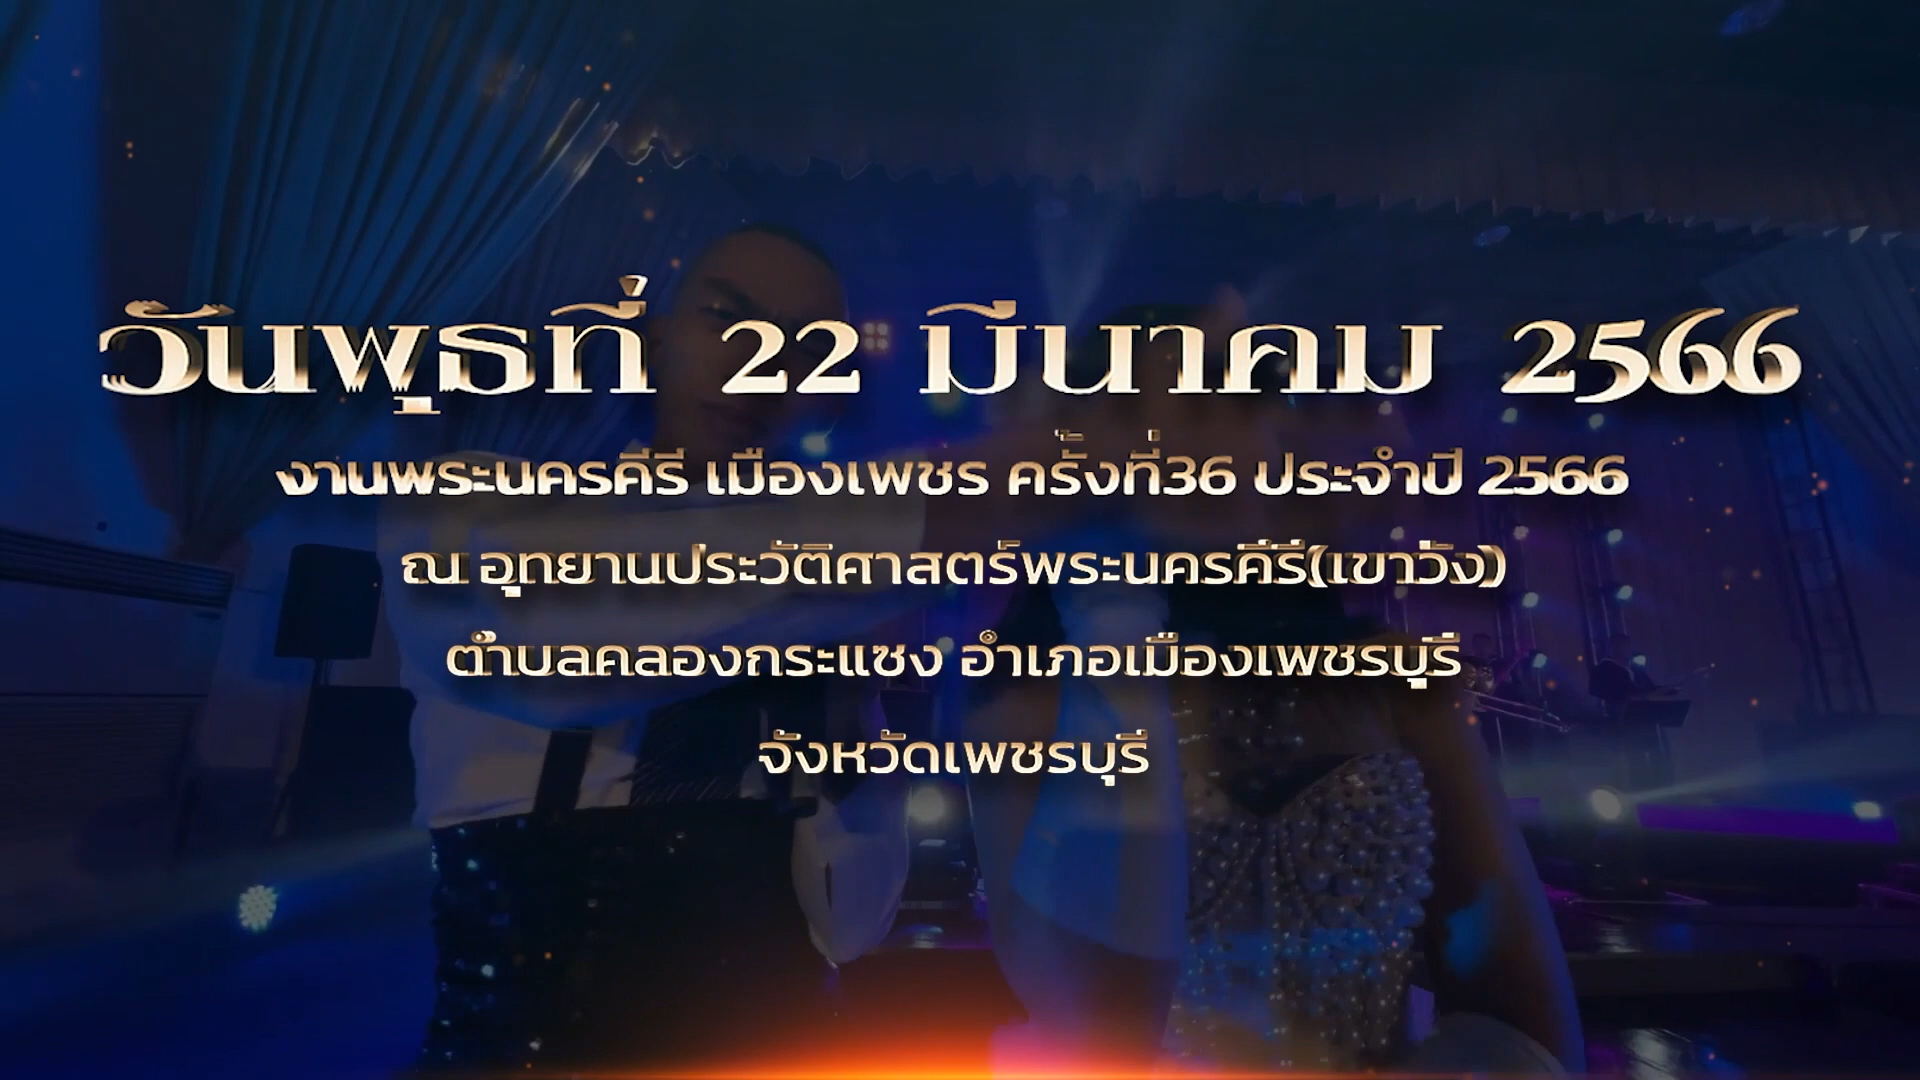 วันพุธที่ 22 มีนาคม 2566
งานพระนครคีรี เมืองเพชร ครั้งที่36 ประจำปี 2566
ณ อุทยานประวัติศาสตร์พระนครคีรี(เขาวัง)
ตำบลคลองกระแซง อำเภอเมืองเพชรบุรี
จังหวัดเพชรบุรี